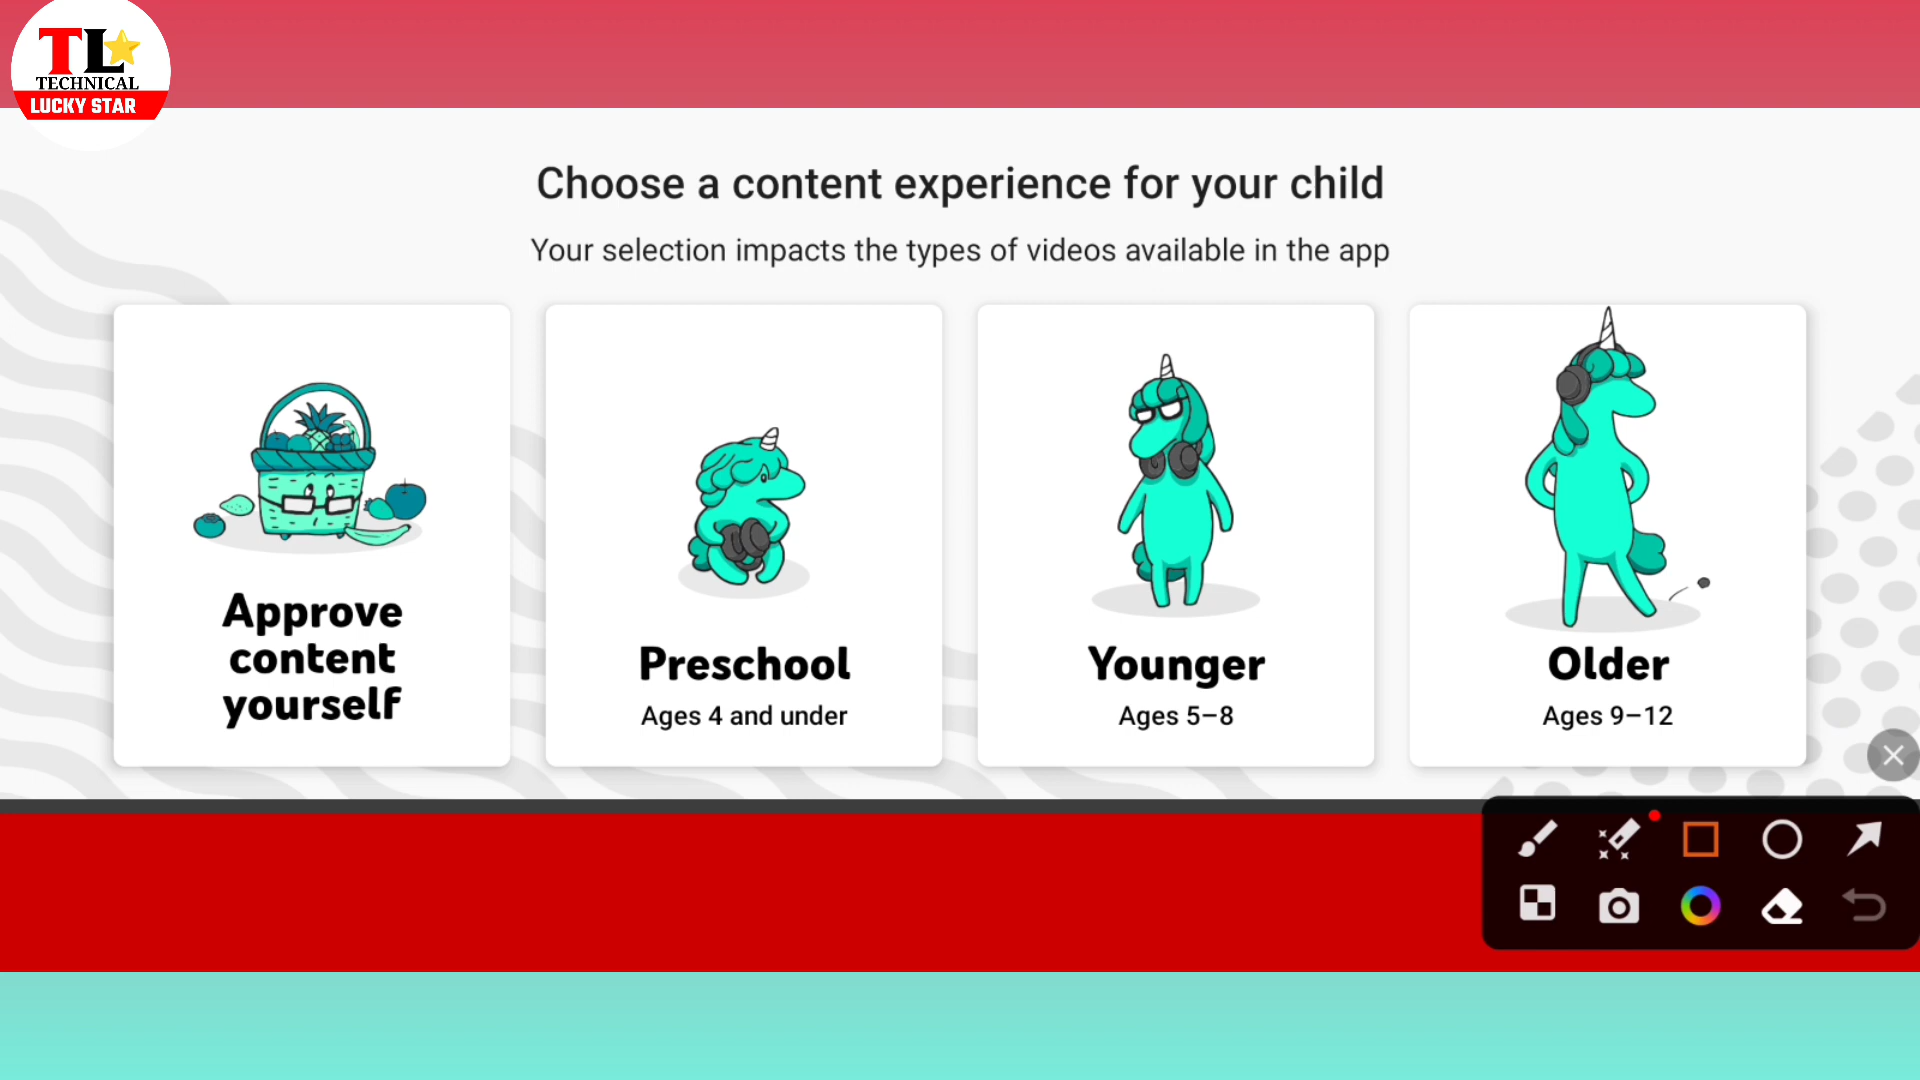 TL
TECHNICAL
LUCKY STAR
Choose a content experience for your child
Your selection impacts the types of videos available in the app
Approve
content
yourself
Preschool
Ages 4 and under
Younger
Ages 5–8
Older
Ages 9–12